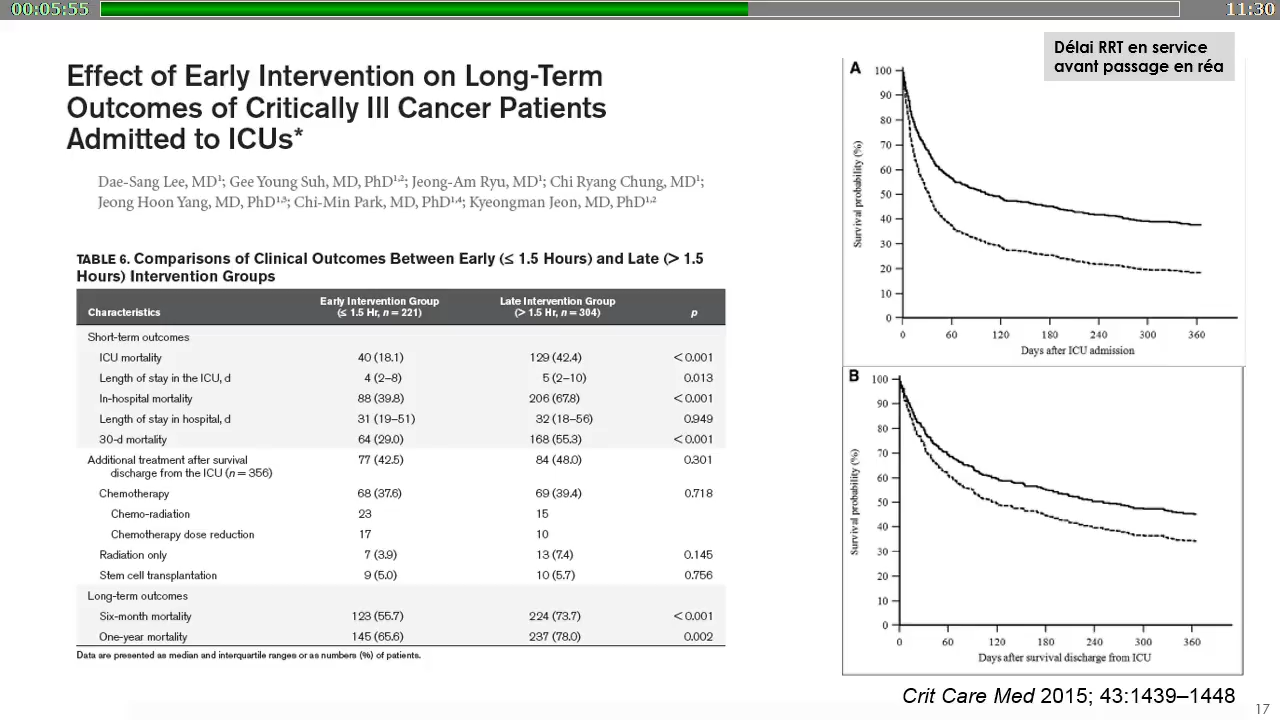 00:05:55
11:30
Délai RRT en service
avant passage en réa
Effect of Early Intervention on Long-Term
Outcomes of Critically Ill Cancer Patients
Admitted to ICUs*
Dae-Sang Lee, MD¹; Gee Young Suh, MD, PhD¹,²; Jeong-Am Ryu, MD¹; Chi Ryang Chung, MD¹;
Jeong Hoon Yang, MD, PhD¹,³; Chi-Min Park, MD, PhD¹,⁴; Kyeongman Jeon, MD, PhD¹,²
TABLE 6. Comparisons of Clinical Outcomes Between Early (≤ 1.5 Hours) and Late (> 1.5
Hours) Intervention Groups
Characteristics Early Intervention Group (≤ 1.5 Hr, n = 221) Late Intervention Group (> 1.5 Hr, n = 304) p
Short-term outcomes
ICU mortality 40 (18.1) 129 (42.4) < 0.001
Length of stay in the ICU, d 4 (2–8) 5 (2–10) 0.013
In-hospital mortality 88 (39.8) 206 (67.8) < 0.001
Length of stay in hospital, d 31 (19–51) 32 (18–56) 0.949
30-d mortality 64 (29.0) 168 (55.3) < 0.001
Additional treatment after survival 77 (42.5) 84 (48.0) 0.301
discharge from the ICU (n = 356)
Chemotherapy 68 (37.6) 69 (39.4) 0.718
Chemo-radiation 23 15
Chemotherapy dose reduction 17 10
Radiation only 7 (3.9) 13 (7.4) 0.145
Stem cell transplantation 9 (5.0) 10 (5.7) 0.756
Long-term outcomes
Six-month mortality 123 (55.7) 224 (73.7) < 0.001
One-year mortality 145 (65.6) 237 (78.0) 0.002
Data are presented as median and interquartile ranges or as numbers (%) of patients.
A
Survival probability (%)
100
90
80
70
60
50
40
30
20
10
0
0 60 120 180 240 300 360
Days after ICU admission
B
Survival probability (%)
100
90
80
70
60
50
40
30
20
10
0
0 60 120 180 240 300 360
Days after survival discharge from ICU
Crit Care Med 2015; 43:1439–1448
17